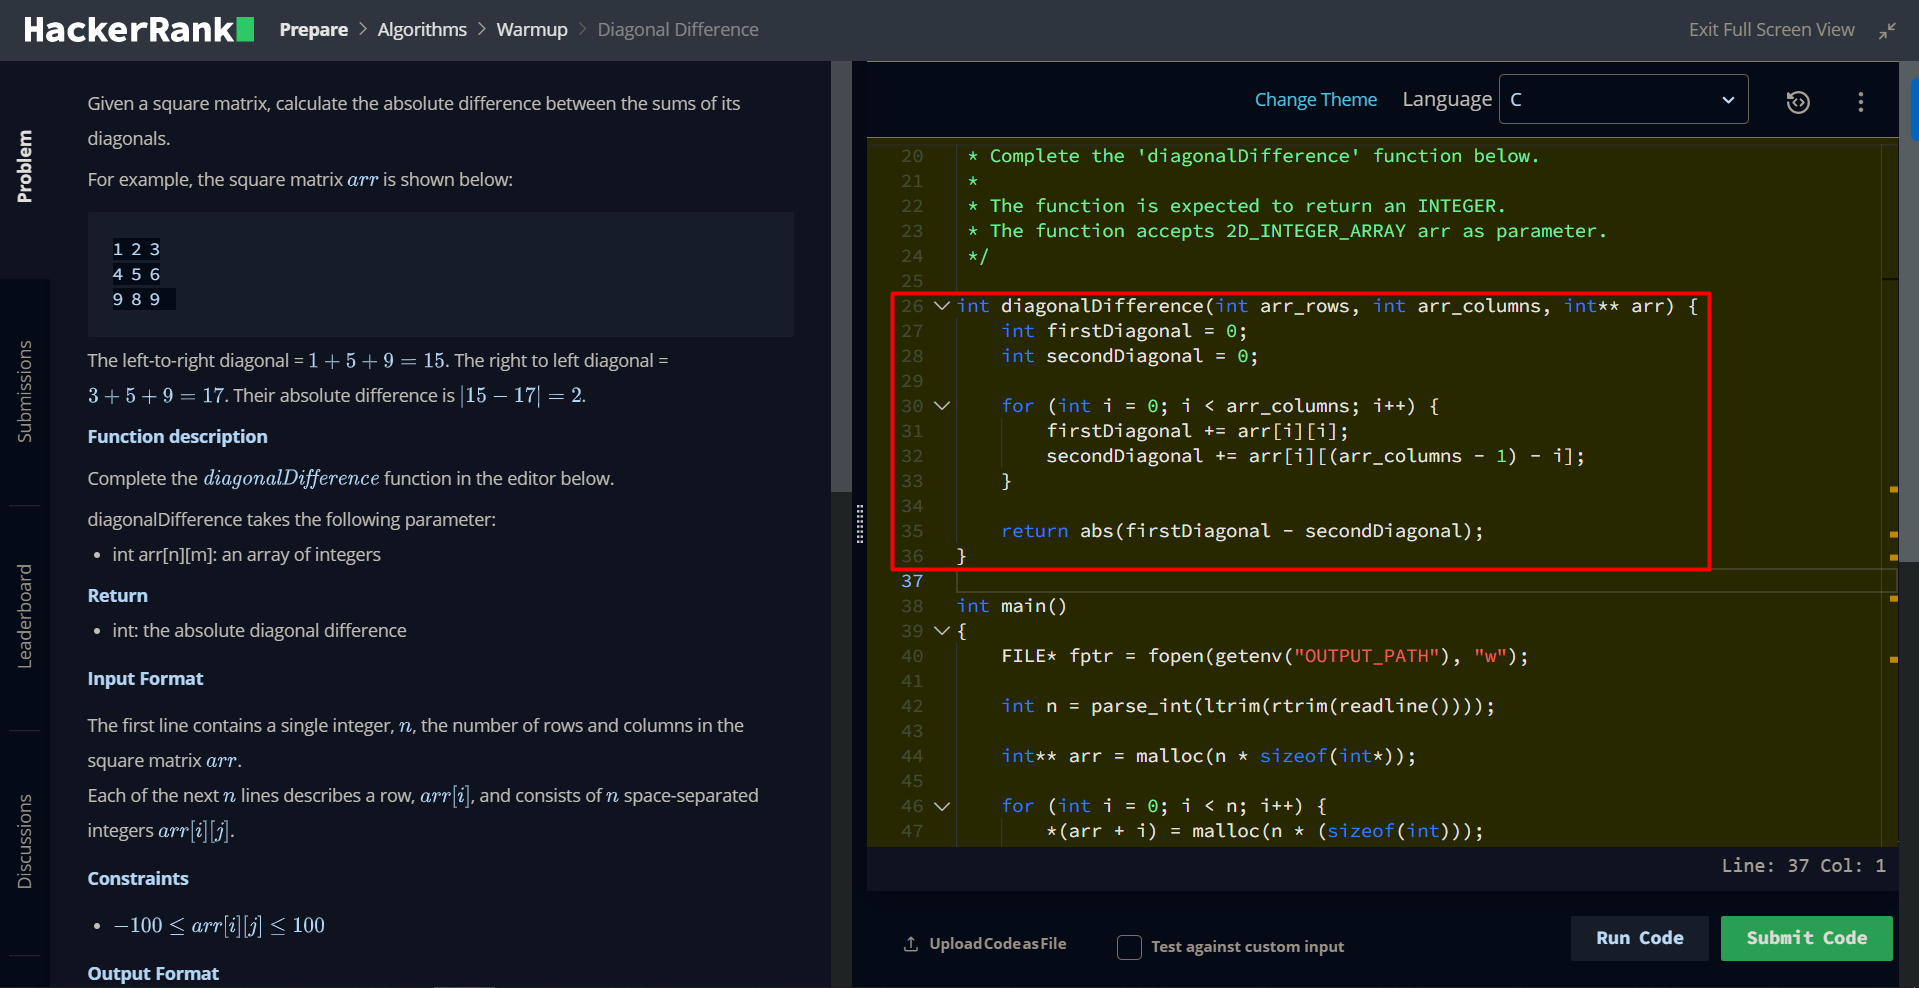 HackerRank Prepare > Algorithms > Warmup > Diagonal Difference
Exit Full Screen View
Problem
Submissions
Leaderboard
Discussions
Given a square matrix, calculate the absolute difference between the sums of its
diagonals.
For example, the square matrix arr is shown below:
1 2 3
4 5 6
9 8 9
The left-to-right diagonal = 1 + 5 + 9 = 15. The right to left diagonal =
3 + 5 + 9 = 17. Their absolute difference is |15 − 17| = 2.
Function description
Complete the diagonalDifference function in the editor below.
diagonalDifference takes the following parameter:
• int arr[n][m]: an array of integers
Return
• int: the absolute diagonal difference
Input Format
The first line contains a single integer, n, the number of rows and columns in the
square matrix arr.
Each of the next n lines describes a row, arr[i], and consists of n space-separated
integers arr[i][j].
Constraints
• −100 ≤ arr[i][j] ≤ 100
Output Format
Change Theme Language C
20 * Complete the 'diagonalDifference' function below.
21 *
22 * The function is expected to return an INTEGER.
23 * The function accepts 2D_INTEGER_ARRAY arr as parameter.
24 */
25
26 int diagonalDifference(int arr_rows, int arr_columns, int** arr) {
27 int firstDiagonal = 0;
28 int secondDiagonal = 0;
29
30 for (int i = 0; i < arr_columns; i++) {
31 firstDiagonal += arr[i][i];
32 secondDiagonal += arr[i][(arr_columns - 1) - i];
33 }
34
35 return abs(firstDiagonal - secondDiagonal);
36 }
37
38 int main()
39 {
40 FILE* fptr = fopen(getenv("OUTPUT_PATH"), "w");
41
42 int n = parse_int(ltrim(rtrim(readline())));
43
44 int** arr = malloc(n * sizeof(int*));
45
46 for (int i = 0; i < n; i++) {
47 *(arr + i) = malloc(n * (sizeof(int)));
Line: 37 Col: 1
Upload Code as File
Test against custom input
Run Code
Submit Code